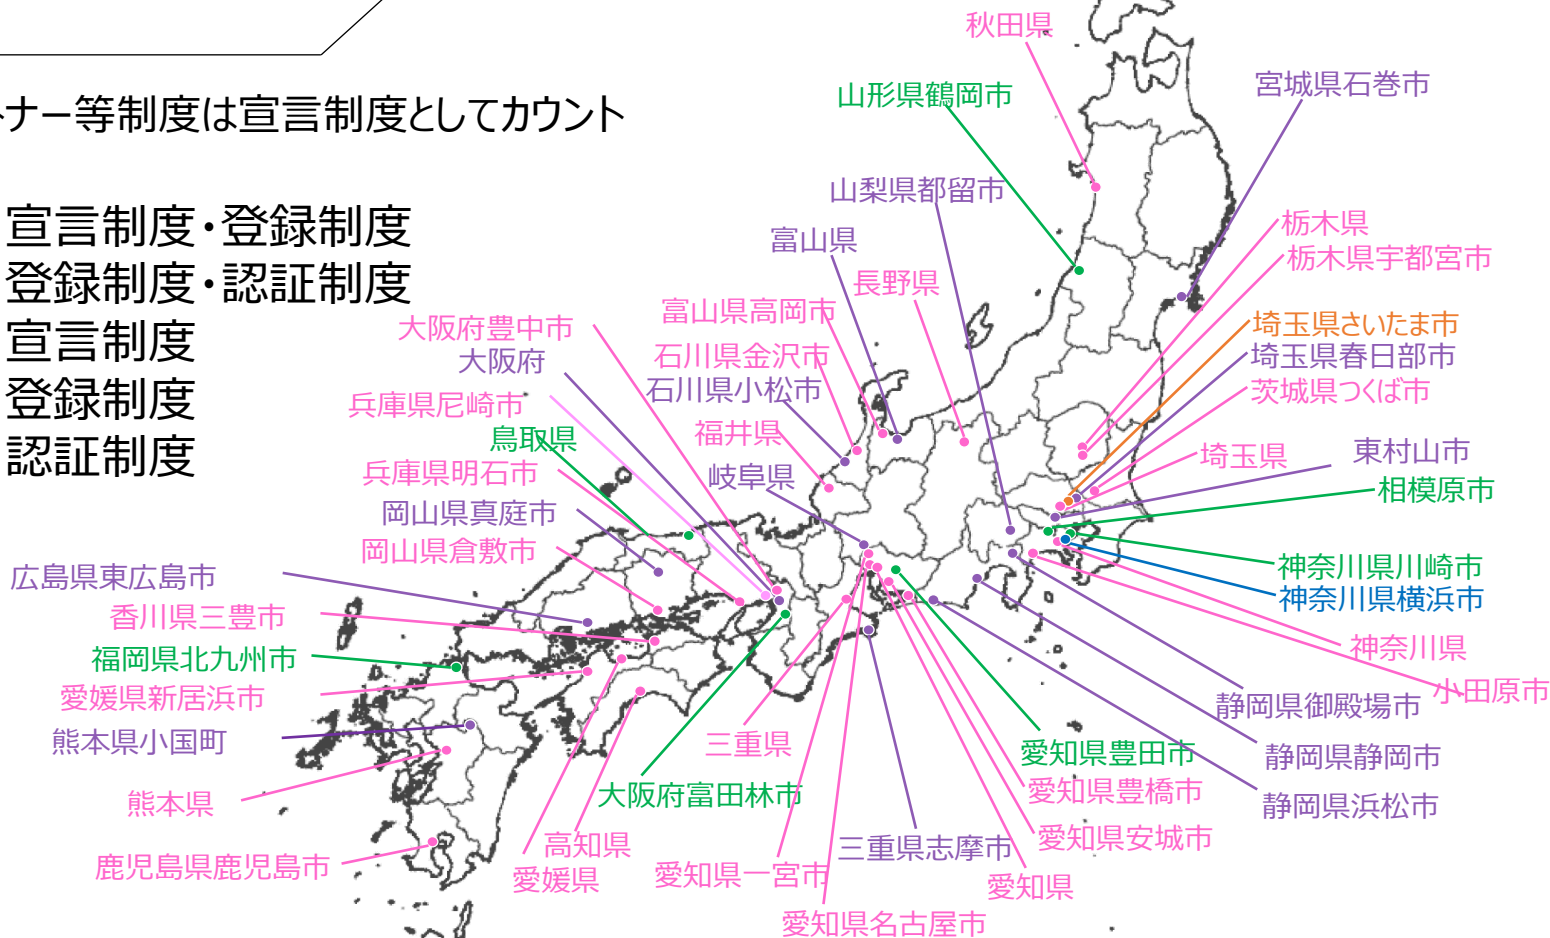 トナー等制度は宣言制度としてカウント
宣言制度・登録制度
登録制度・認証制度
宣言制度
登録制度
認証制度
秋田県
山形県鶴岡市
宮城県石巻市
山梨県都留市
富山県
長野県
栃木県
栃木県宇都宮市
富山県高岡市
石川県金沢市
石川県小松市
福井県
岐阜県
大阪府豊中市
大阪府
兵庫県尼崎市
鳥取県
兵庫県明石市
岡山県真庭市
岡山県倉敷市
広島県東広島市
香川県三豊市
福岡県北九州市
愛媛県新居浜市
熊本県小国町
熊本県
鹿児島県鹿児島市
埼玉県さいたま市
埼玉県春日部市
茨城県つくば市
埼玉県
東村山市
相模原市
神奈川県川崎市
神奈川県横浜市
神奈川県
小田原市
静岡県御殿場市
静岡県静岡市
静岡県浜松市
愛知県豊田市
愛知県豊橋市
愛知県安城市
愛知県
三重県
大阪府富田林市
高知県
愛媛県
三重県志摩市
愛知県一宮市
愛知県名古屋市